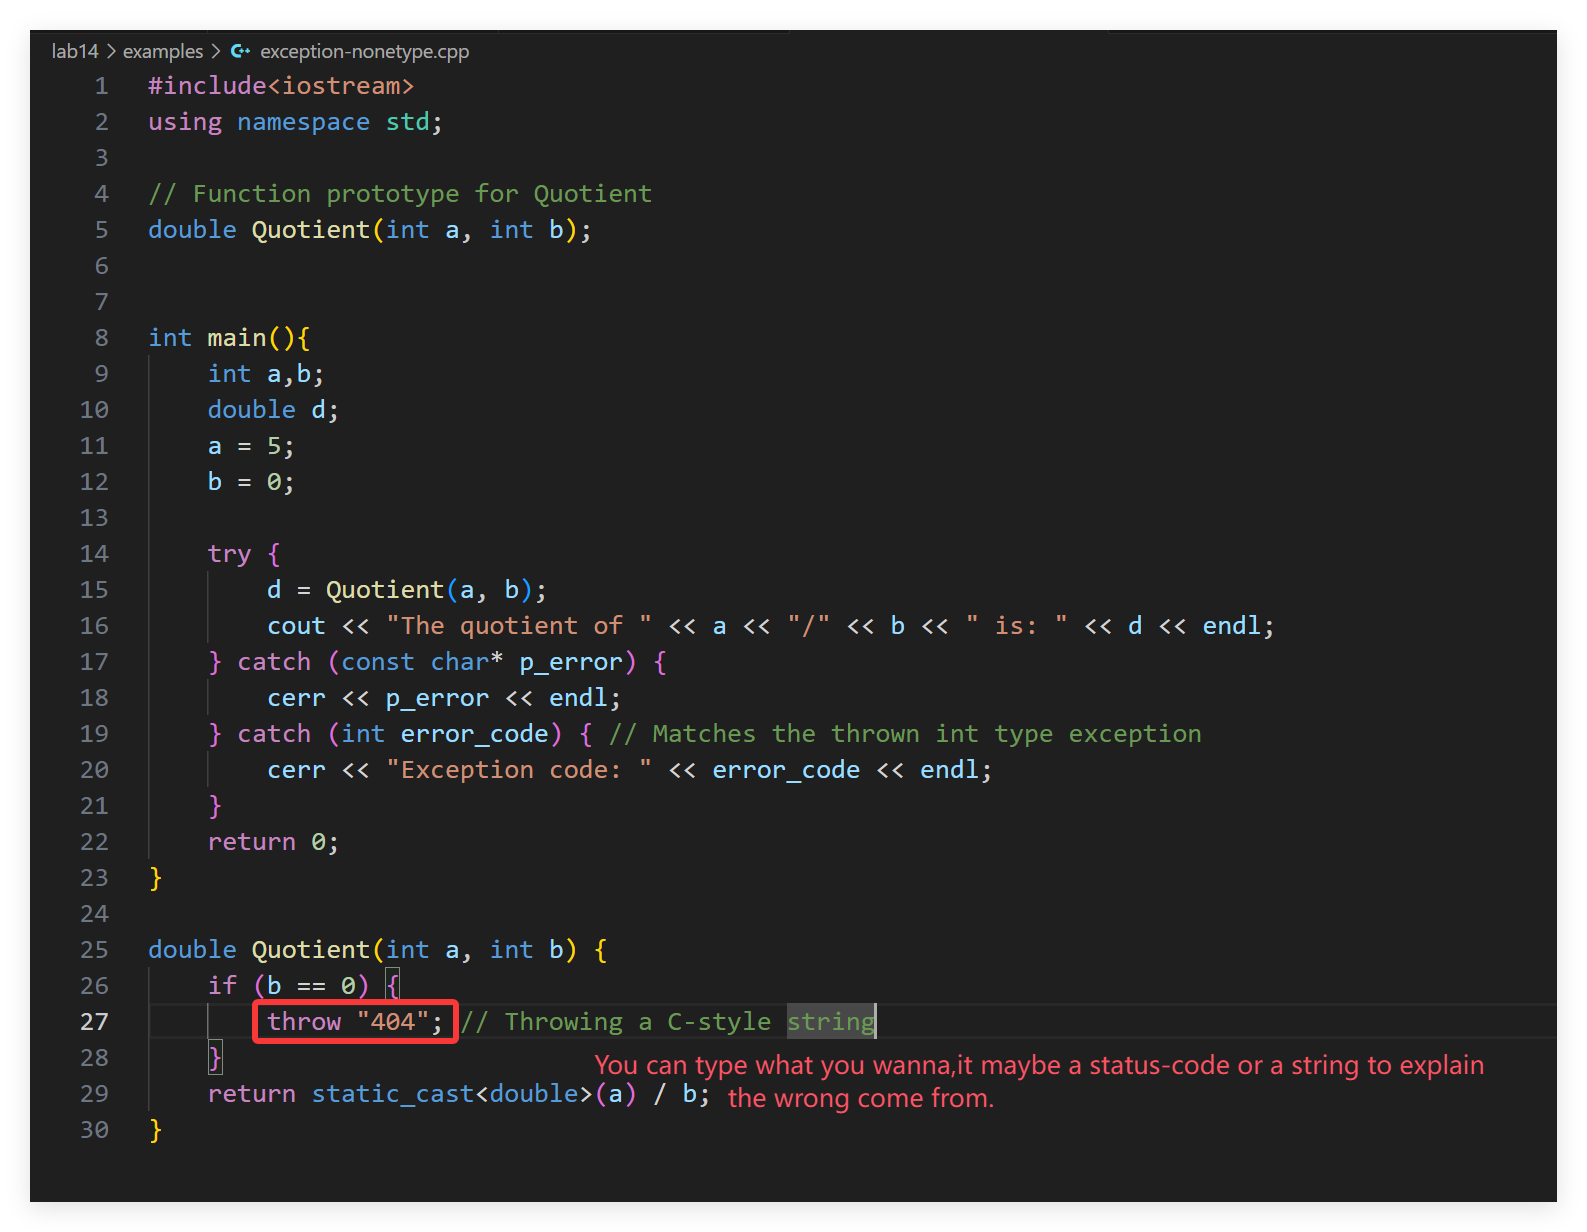 lab14 > examples > C++ exception-nonetype.cpp
1 #include<iostream>
2 using namespace std;
3
4 // Function prototype for Quotient
5 double Quotient(int a, int b);
6
7
8 int main(){
9     int a,b;
10     double d;
11     a = 5;
12     b = 0;
13
14     try {
15         d = Quotient(a, b);
16         cout << "The quotient of " << a << "/" << b << " is: " << d << endl;
17     } catch (const char* p_error) {
18         cerr << p_error << endl;
19     } catch (int error_code) { // Matches the thrown int type exception
20         cerr << "Exception code: " << error_code << endl;
21     }
22     return 0;
23 }
24
25 double Quotient(int a, int b) {
26     if (b == 0) {
27         throw "404"; // Throwing a C-style string
28     }
You can type what you wanna,it maybe a status-code or a string to explain
29     return static_cast<double>(a) / b;
the wrong come from.
30 }